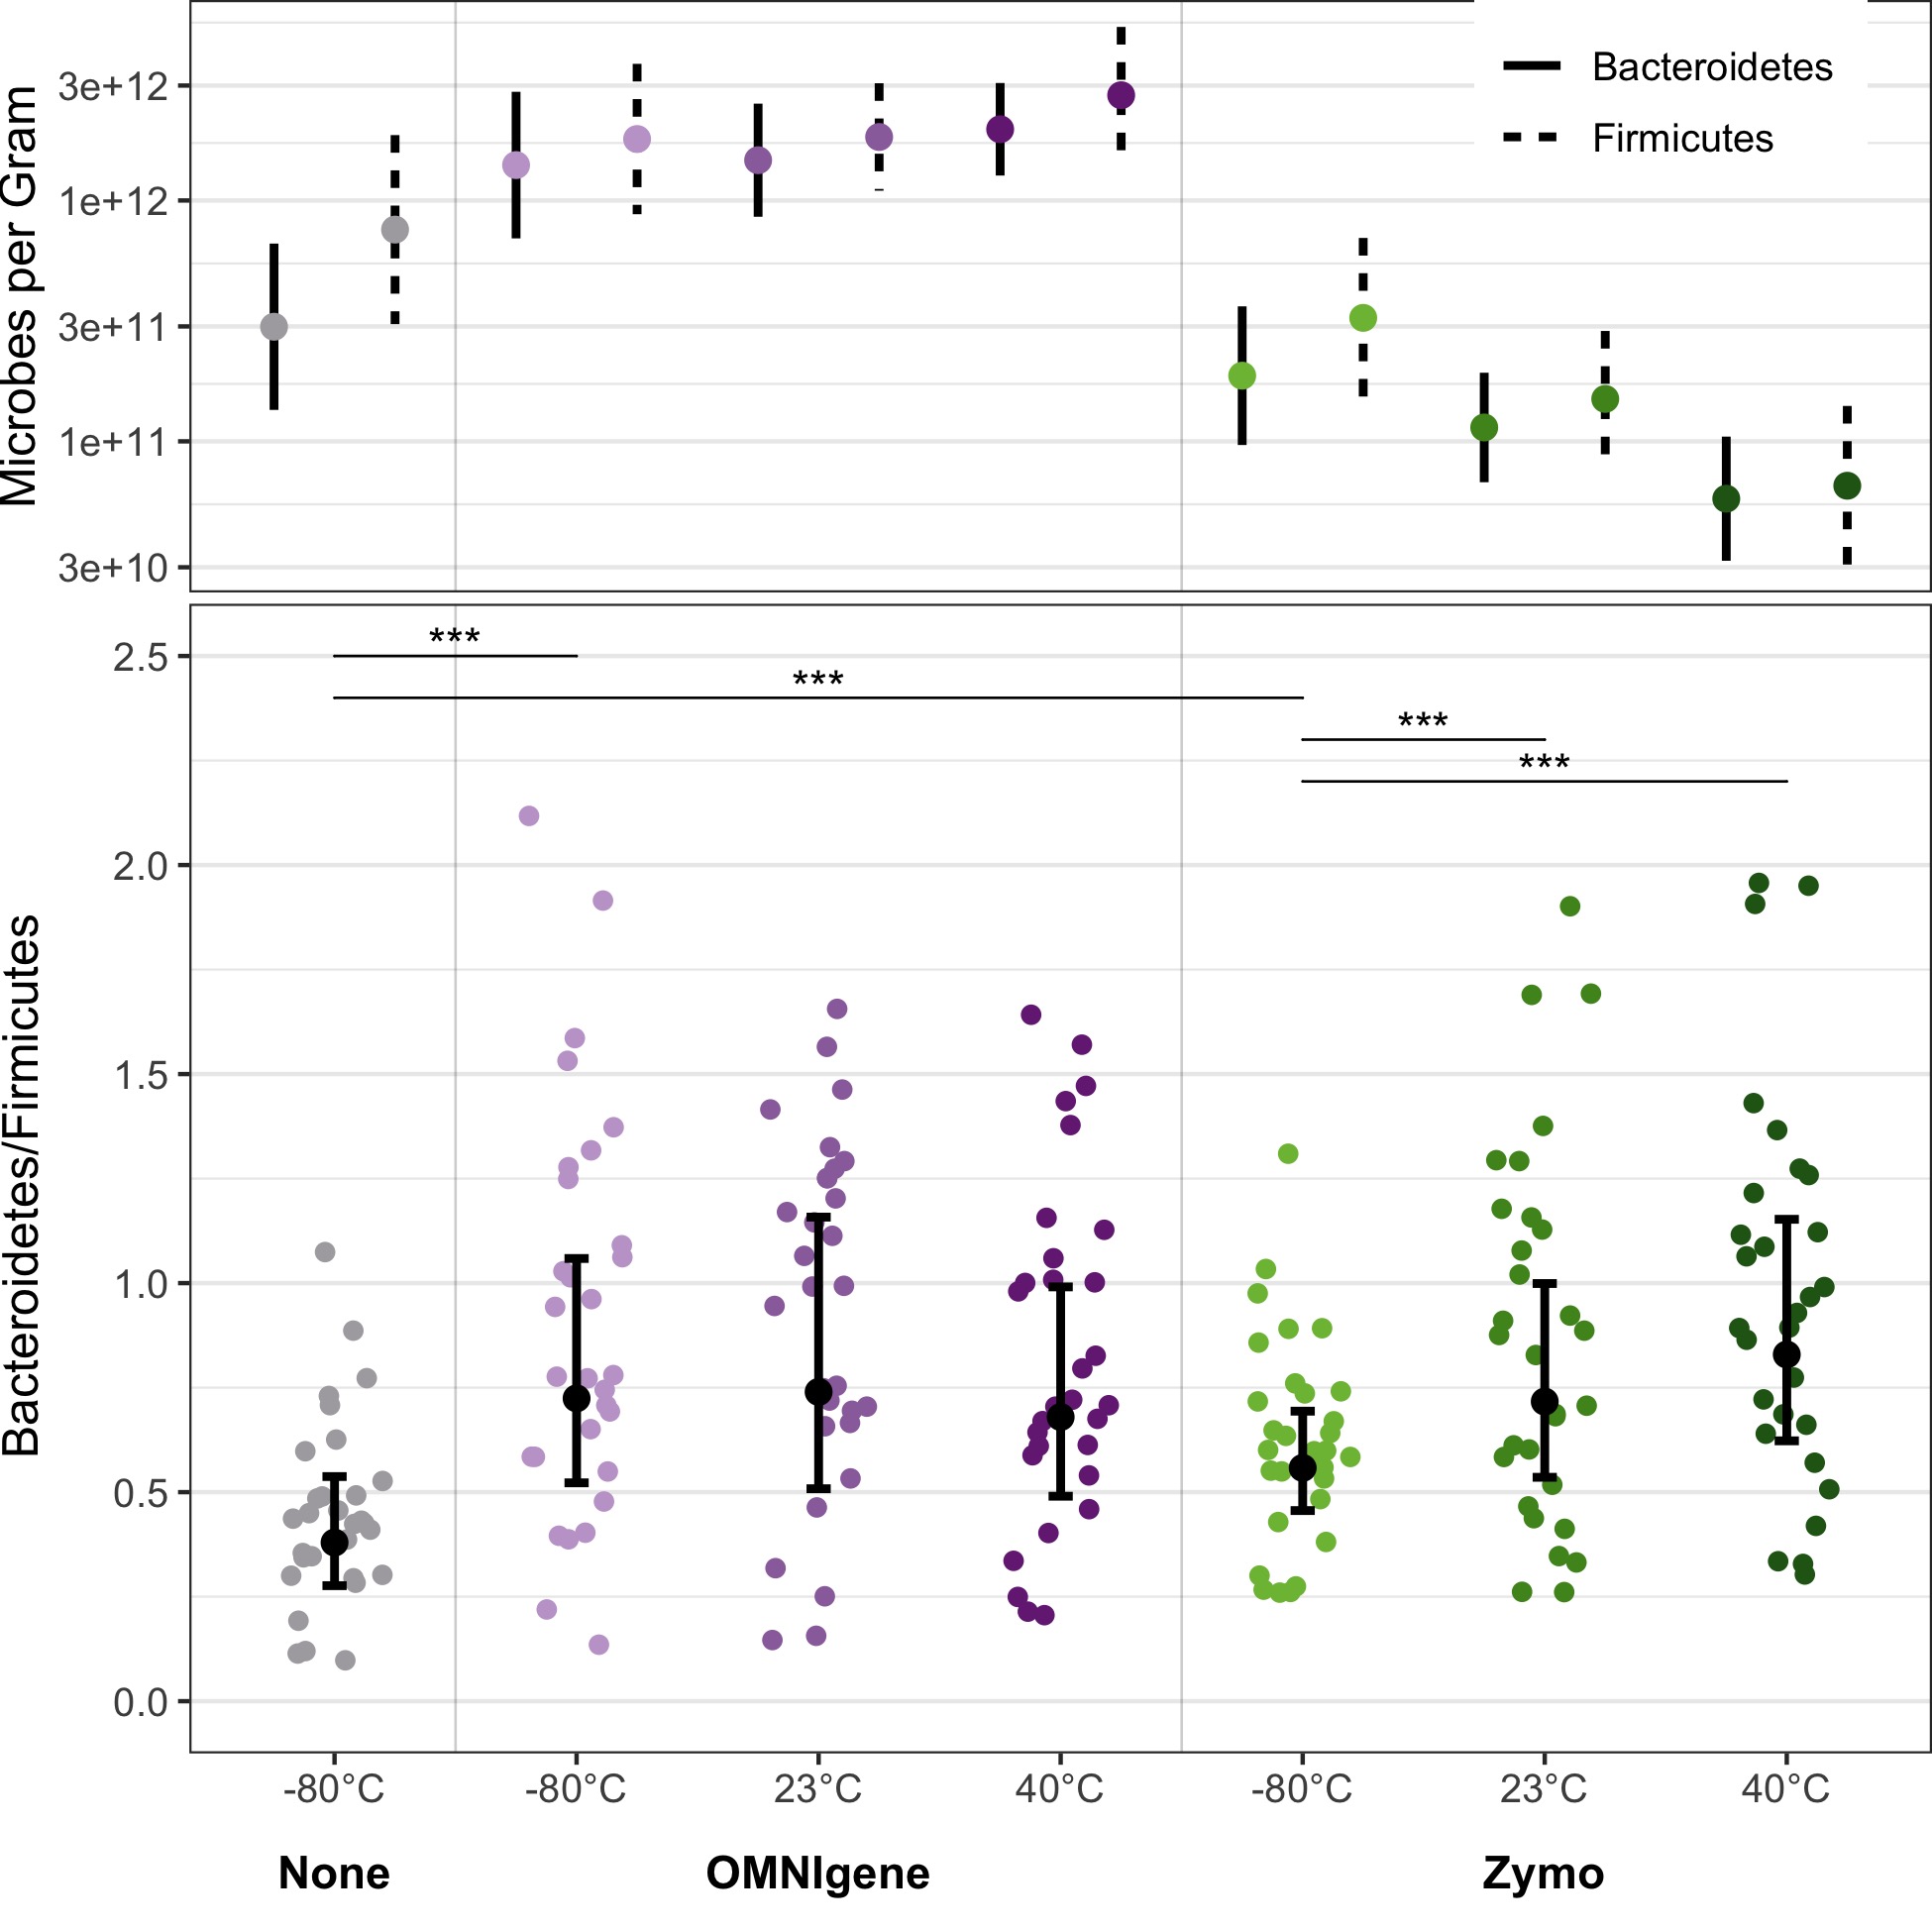 Microbes per Gram
3e+12
1e+12
3e+11
1e+11
3e+10
Bacteroidetes
Firmicutes
Bacteroidetes/Firmicutes
2.5
2.0
1.5
1.0
0.5
0.0
***
***
***
***
-80°C -80°C 23°C 40°C -80°C 23°C 40°C
None OMNIgene Zymo